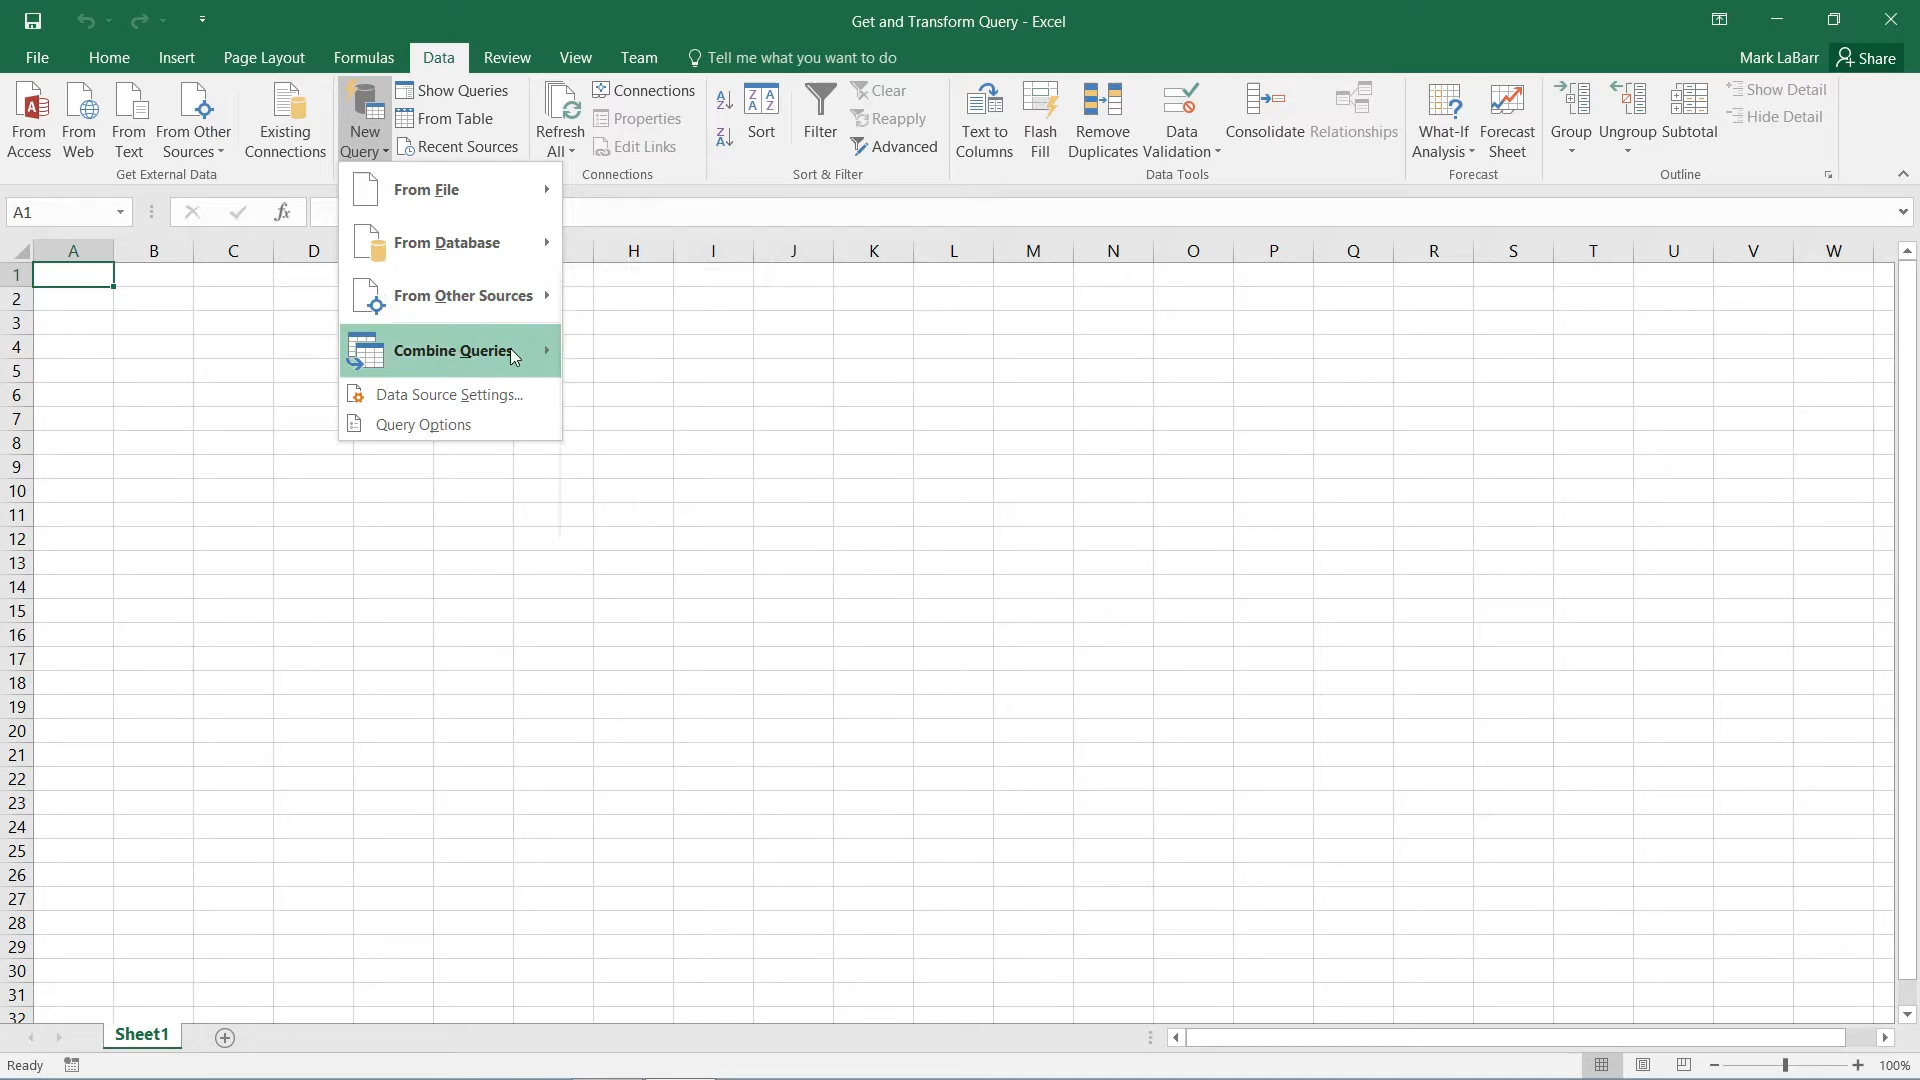 Get and Transform Query - Excel
File Home Insert Page Layout Formulas Data Review View Team Tell me what you want to do Mark LaBarr Share
From Access
From Web
From Text
From Other Sources
Existing Connections
Get External Data
New Query
Show Queries
From Table
Recent Sources
Refresh All
Connections
Properties
Edit Links
Connections
Sort
Filter
Clear
Reapply
Advanced
Sort & Filter
Text to Columns
Flash Fill
Remove Duplicates
Data Validation
Consolidate
Relationships
Data Tools
What-If Analysis
Forecast Sheet
Forecast
Group
Ungroup
Subtotal
Show Detail
Hide Detail
Outline
From File
From Database
From Other Sources
Combine Queries
Data Source Settings...
Query Options
A1
fx
A B C D H I J K L M N O P Q R S T U V W
1
2
3
4
5
6
7
8
9
10
11
12
13
14
15
16
17
18
19
20
21
22
23
24
25
26
27
28
29
30
31
32
Sheet1
Ready
100%